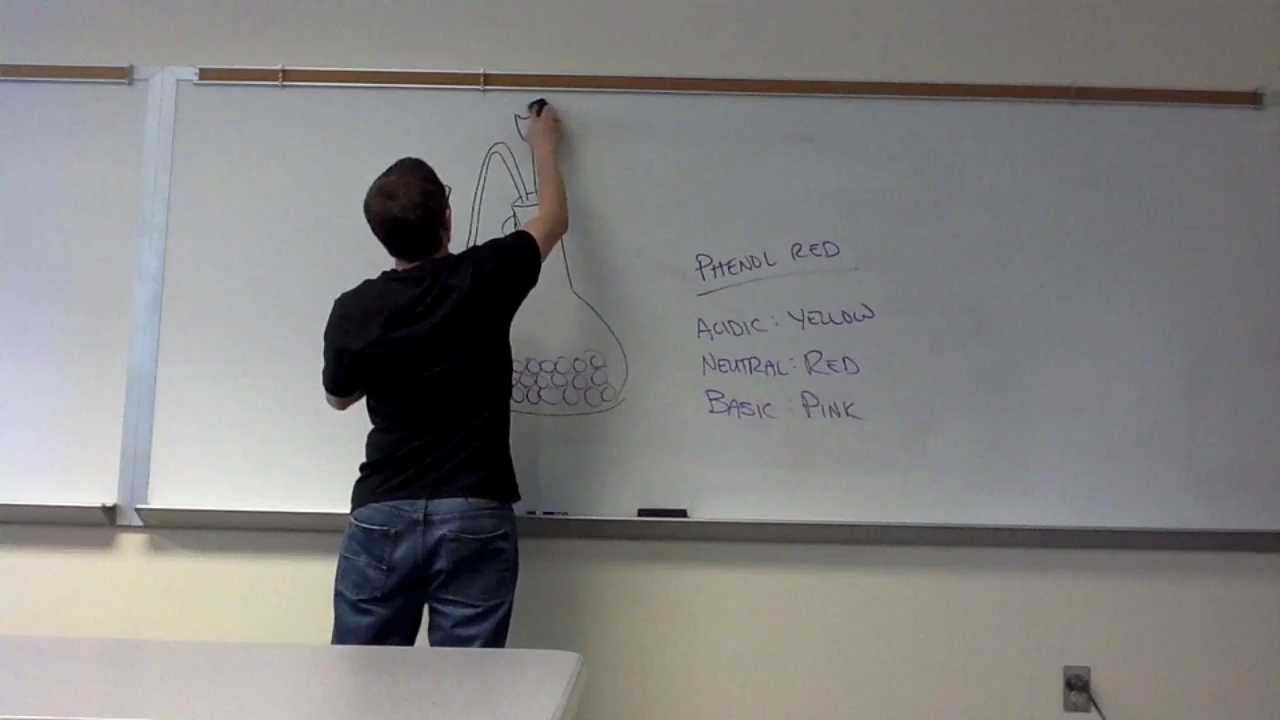 PHENOL RED
ACIDIC: YELLOW
NEUTRAL: RED
BASIC: PINK